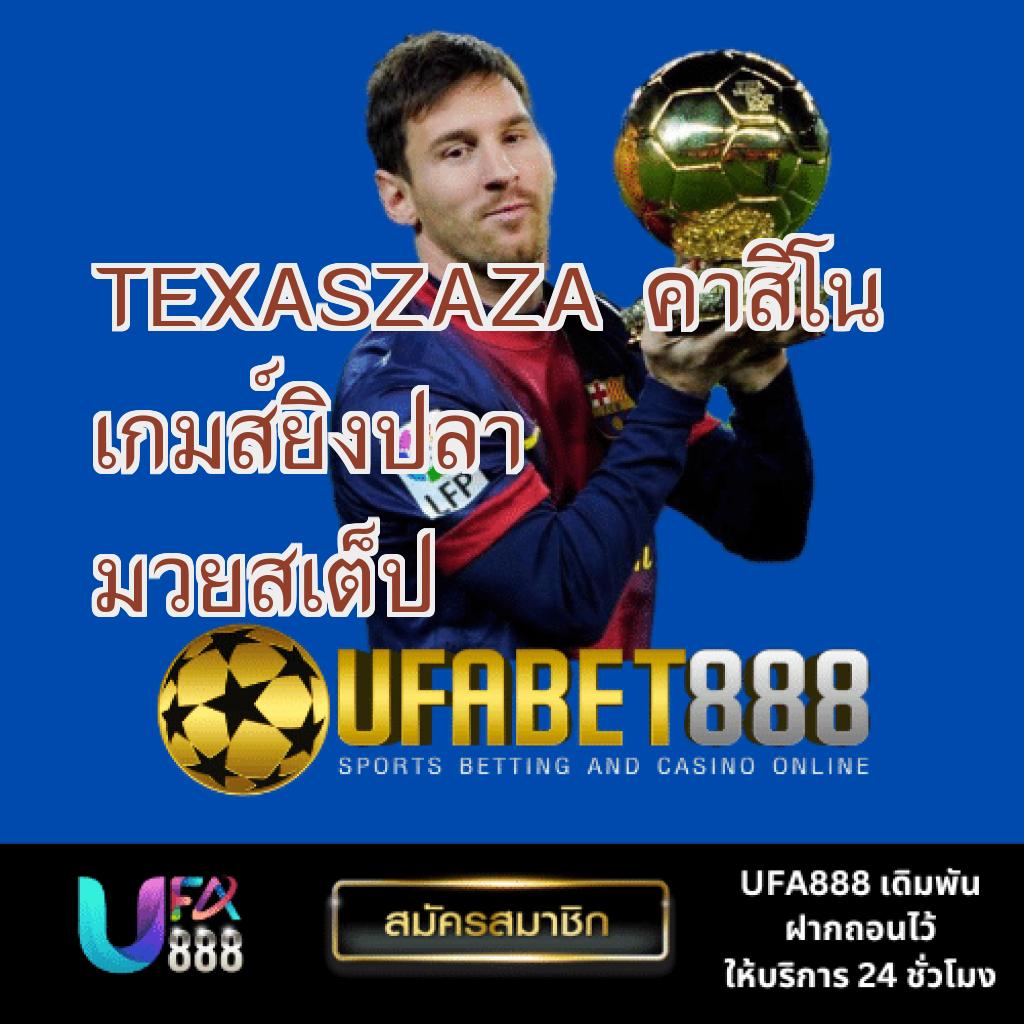 TEXASZAZA คาสิโน
เกมส์ยิงปลา
มวยสเต็ป
LFP
UFABET888
SPORTS BETTING AND CASINO ONLINE
UFA
888
สมัครสมาชิก
UFA888 เดิมพัน
ฝากถอนไว้
ให้บริการ 24 ชั่วโมง